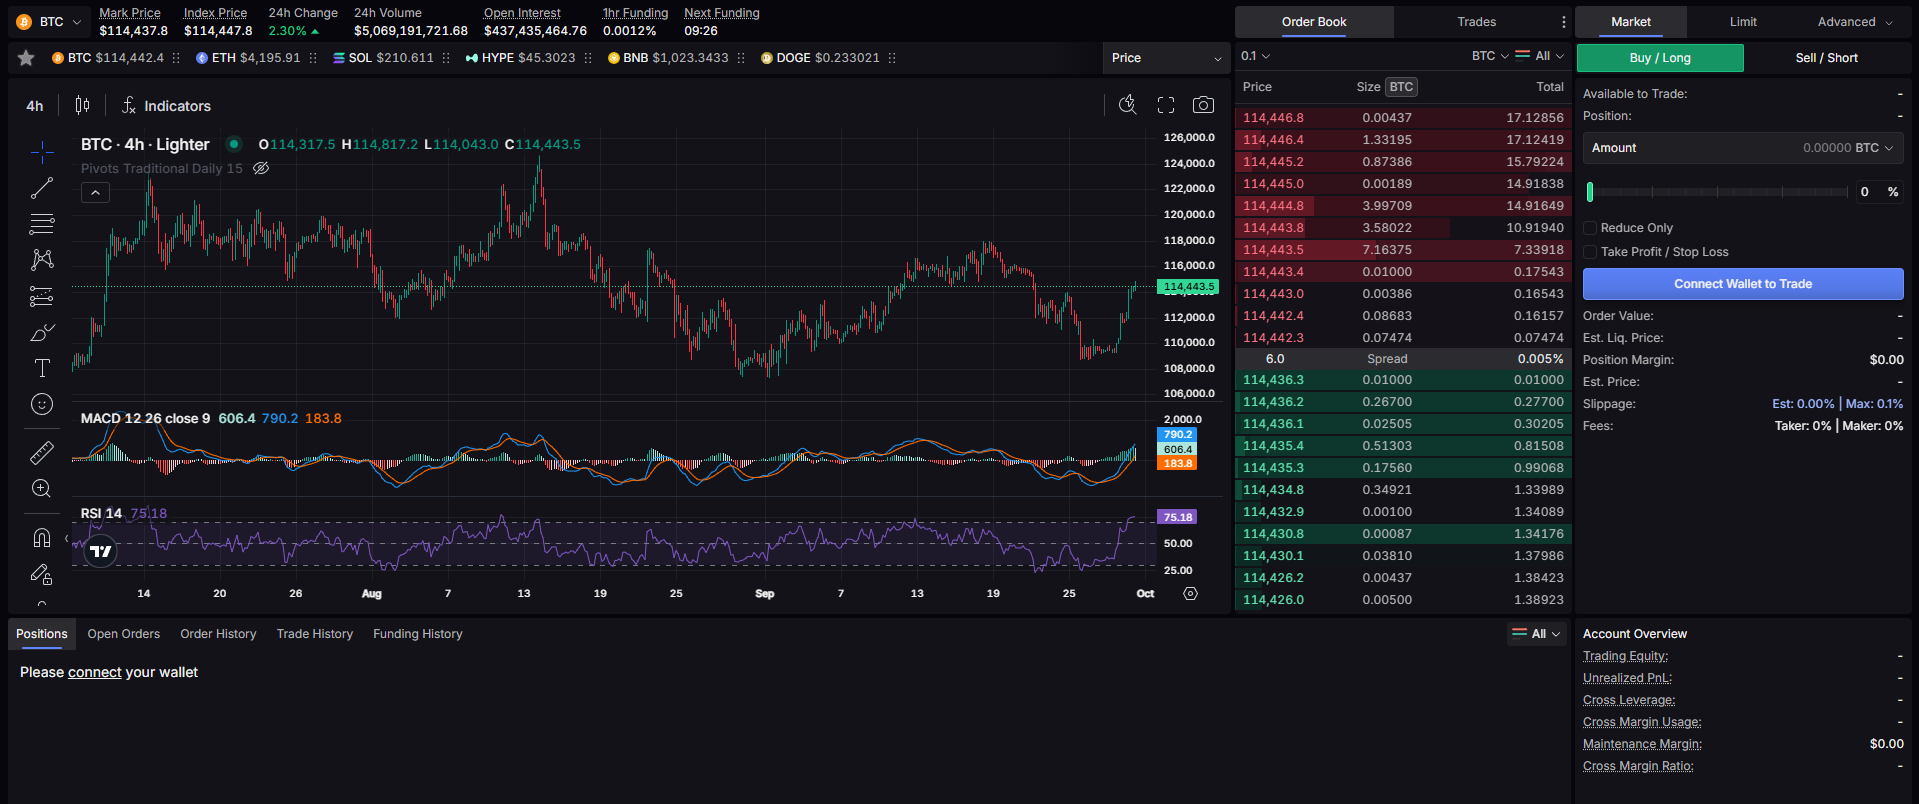 BTC
Mark Price
$114,437.8
Index Price
$114,447.8
24h Change
2.30%
24h Volume
$5,069,191,721.68
Open Interest
$437,435,464.76
1hr Funding
0.0012%
Next Funding
09:26
BTC $114,442.4
ETH $4,195.91
SOL $210.611
HYPE $45.3023
BNB $1,023.3433
DOGE $0.233021
Price
4h
Indicators
BTC · 4h · Lighter
O114,317.5 H114,817.2 L114,043.0 C114,443.5
Pivots Traditional Daily 15
126,000.0
124,000.0
122,000.0
120,000.0
118,000.0
116,000.0
114,443.5
112,000.0
110,000.0
108,000.0
106,000.0
MACD 12 26 close 9 606.4 790.2 183.8
2,000.0
790.2
606.4
183.8
RSI 14 75.18
75.18
50.00
25.00
14 20 26 Aug 7 13 19 25 Sep 7 13 19 25 Oct
Order Book
Trades
0.1
BTC
All
Price Size BTC Total
114,446.8 0.00437 17.12856
114,446.4 1.33195 17.12419
114,445.2 0.87386 15.79224
114,445.0 0.00189 14.91838
114,444.8 3.99709 14.91649
114,443.8 3.58022 10.91940
114,443.5 7.16375 7.33918
114,443.4 0.01000 0.17543
114,443.0 0.00386 0.16543
114,442.4 0.08683 0.16157
114,442.3 0.07474 0.07474
6.0 Spread 0.005%
114,436.3 0.01000 0.01000
114,436.2 0.26700 0.27700
114,436.1 0.02505 0.30205
114,435.4 0.51303 0.81508
114,435.3 0.17560 0.99068
114,434.8 0.34921 1.33989
114,432.9 0.00100 1.34089
114,430.8 0.00087 1.34176
114,430.1 0.03810 1.37986
114,426.2 0.00437 1.38423
114,426.0 0.00500 1.38923
Market
Limit
Advanced
Buy / Long
Sell / Short
Available to Trade: -
Position: -
Amount 0.00000 BTC
0 %
Reduce Only
Take Profit / Stop Loss
Connect Wallet to Trade
Order Value: -
Est. Liq. Price: -
Position Margin: $0.00
Est. Price: -
Slippage: Est: 0.00% | Max: 0.1%
Fees: Taker: 0% | Maker: 0%
Positions
Open Orders
Order History
Trade History
Funding History
All
Please connect your wallet
Account Overview
Trading Equity: -
Unrealized PnL: -
Cross Leverage: -
Cross Margin Usage: -
Maintenance Margin: $0.00
Cross Margin Ratio: -